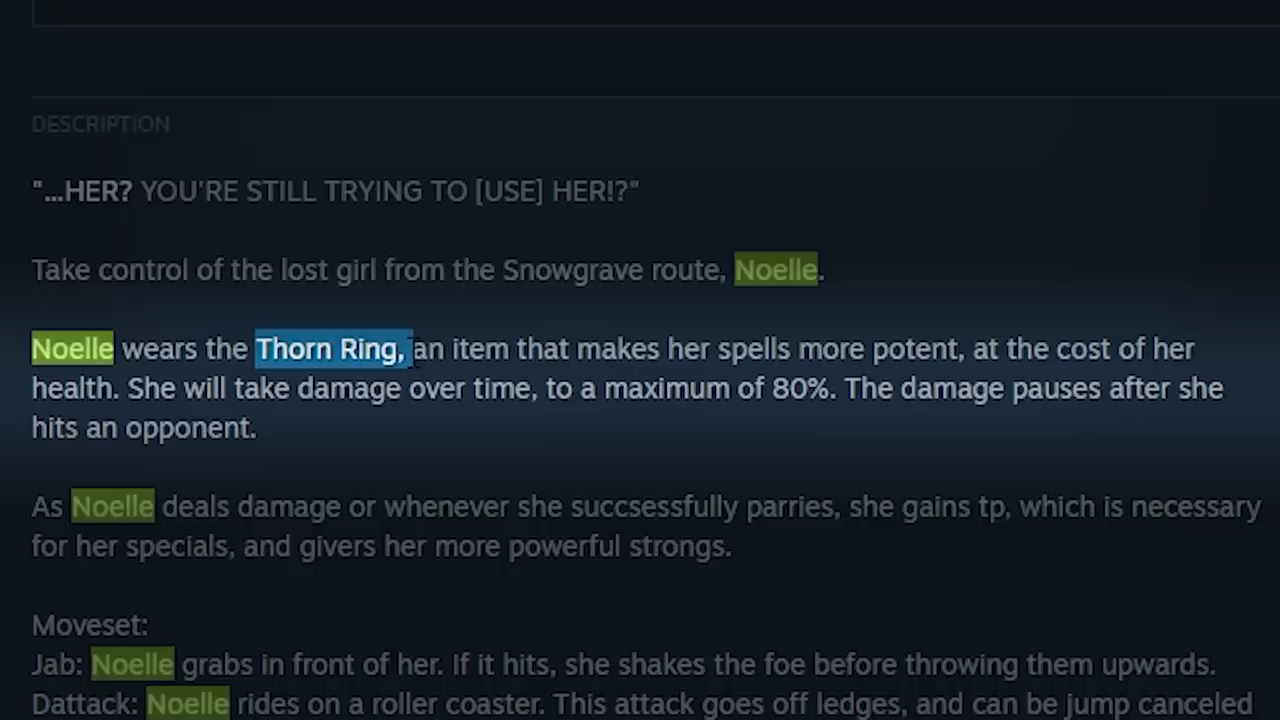 DESCRIPTION
"...HER? YOU'RE STILL TRYING TO [USE] HER!?"
Take control of the lost girl from the Snowgrave route, Noelle.
Noelle wears the Thorn Ring, an item that makes her spells more potent, at the cost of her
health. She will take damage over time, to a maximum of 80%. The damage pauses after she
hits an opponent.
As Noelle deals damage or whenever she succsessfully parries, she gains tp, which is necessary
for her specials, and givers her more powerful strongs.
Moveset:
Jab: Noelle grabs in front of her. If it hits, she shakes the foe before throwing them upwards.
Dattack: Noelle rides on a roller coaster. This attack goes off ledges, and can be jump canceled